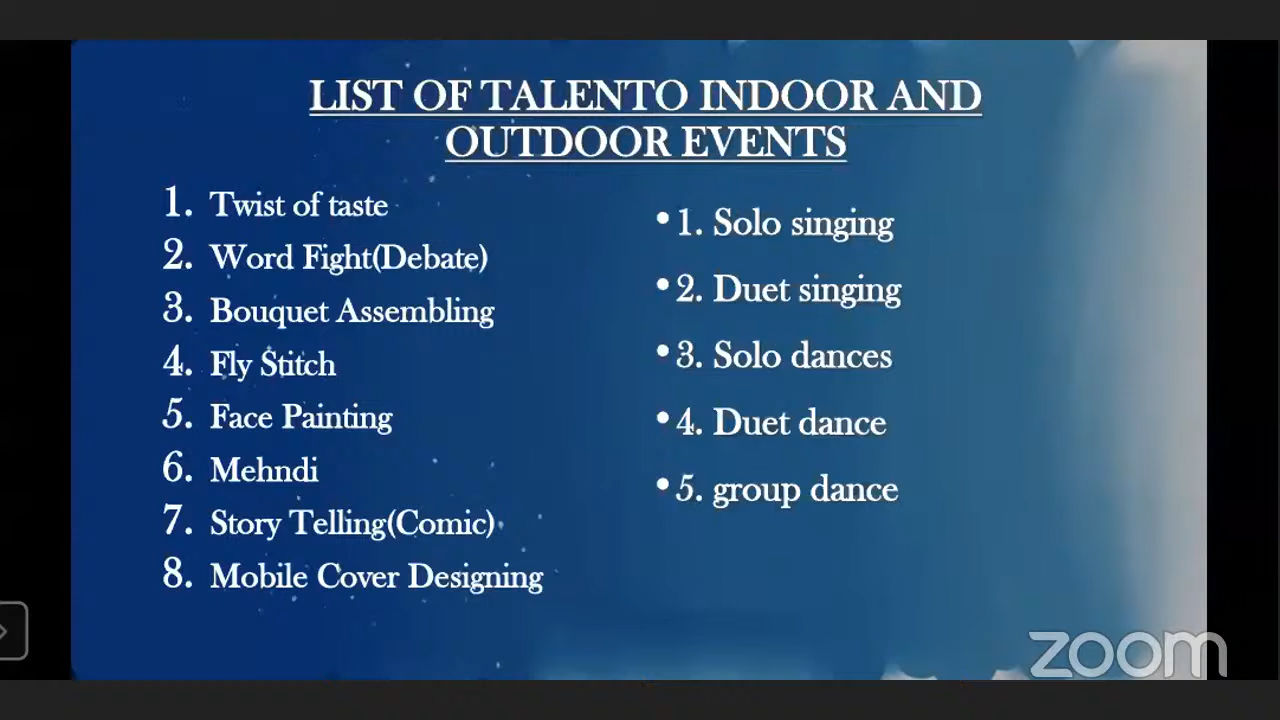 LIST OF TALENTO INDOOR AND
OUTDOOR EVENTS
1. Twist of taste
2. Word Fight(Debate)
3. Bouquet Assembling
4. Fly Stitch
5. Face Painting
6. Mehndi
7. Story Telling(Comic)
8. Mobile Cover Designing
• 1. Solo singing
• 2. Duet singing
• 3. Solo dances
• 4. Duet dance
• 5. group dance
zoom